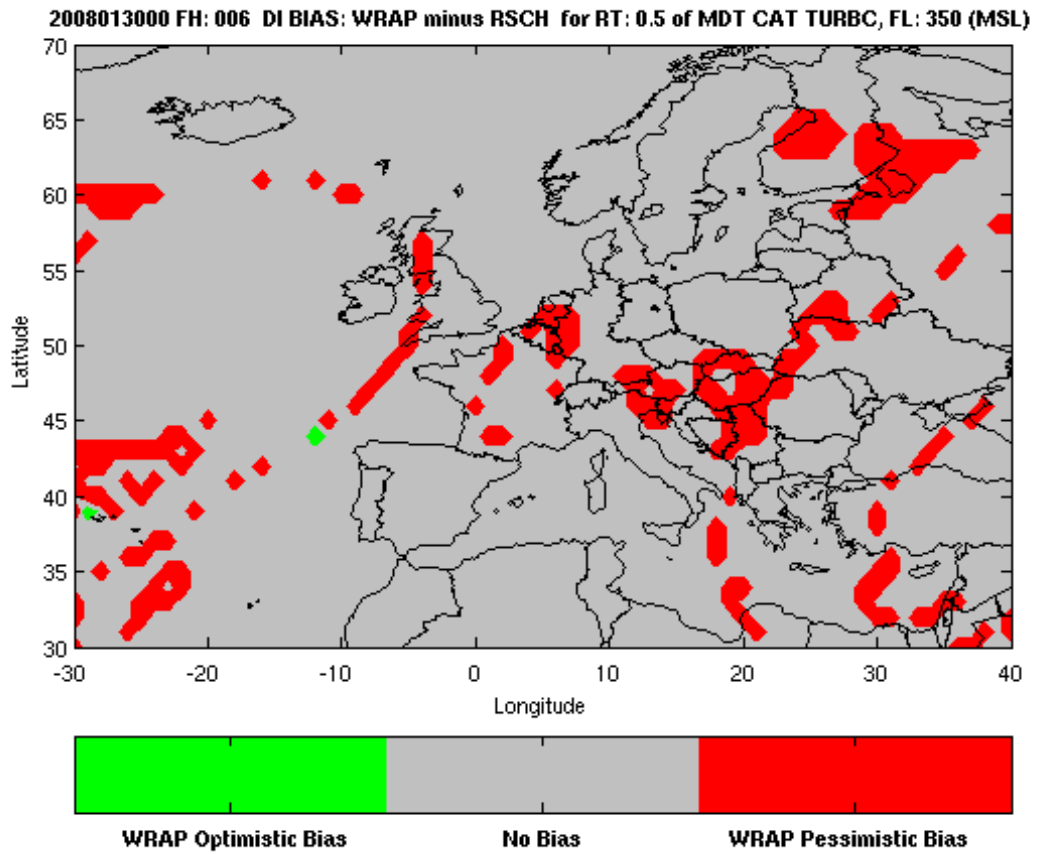 2008013000 FH: 006 DI BIAS: WRAP minus RSCH for RT: 0.5 of MDT CAT TURBC, FL: 350 (MSL)
70
65
60
55
50
45
40
35
30
Latitude
-30 -20 -10 0 10 20 30 40
Longitude
WRAP Optimistic Bias No Bias WRAP Pessimistic Bias